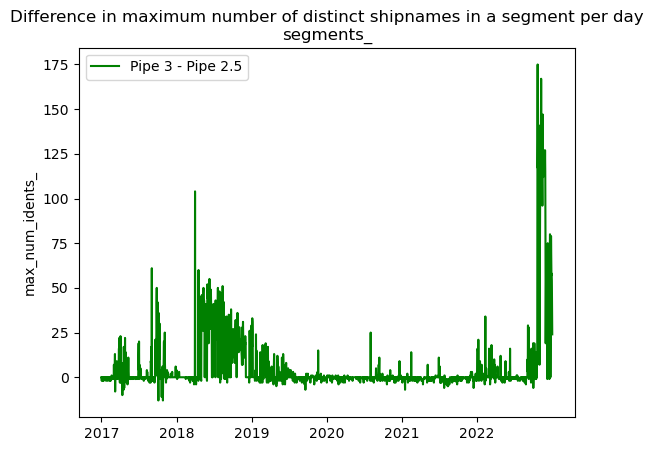 Difference in maximum number of distinct shipnames in a segment per day
segments_
Pipe 3 - Pipe 2.5
max_num_idents_
175
150
125
100
75
50
25
0
2017 2018 2019 2020 2021 2022